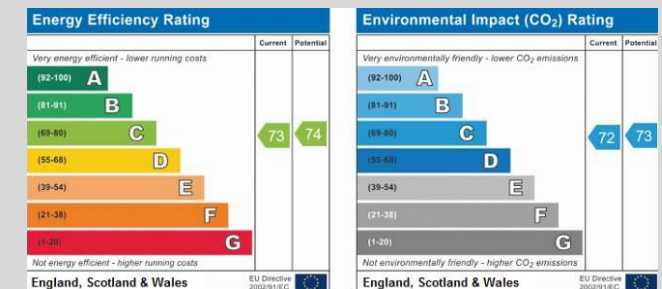 Energy Efficiency Rating
Current Potential
Very energy efficient - lower running costs
(92-100) A
(81-91) B
(69-80) C 73 74
(55-68) D
(39-54) E
(21-38) F
(1-20) G
Not energy efficient - higher running costs
England, Scotland & Wales EU Directive 2002/91/EC
Environmental Impact (CO₂) Rating
Current Potential
Very environmentally friendly - lower CO₂ emissions
(92-100) A
(81-91) B
(69-80) C 72 73
(55-68) D
(39-54) E
(21-38) F
(1-20) G
Not environmentally friendly - higher CO₂ emissions
England, Scotland & Wales EU Directive 2002/91/EC